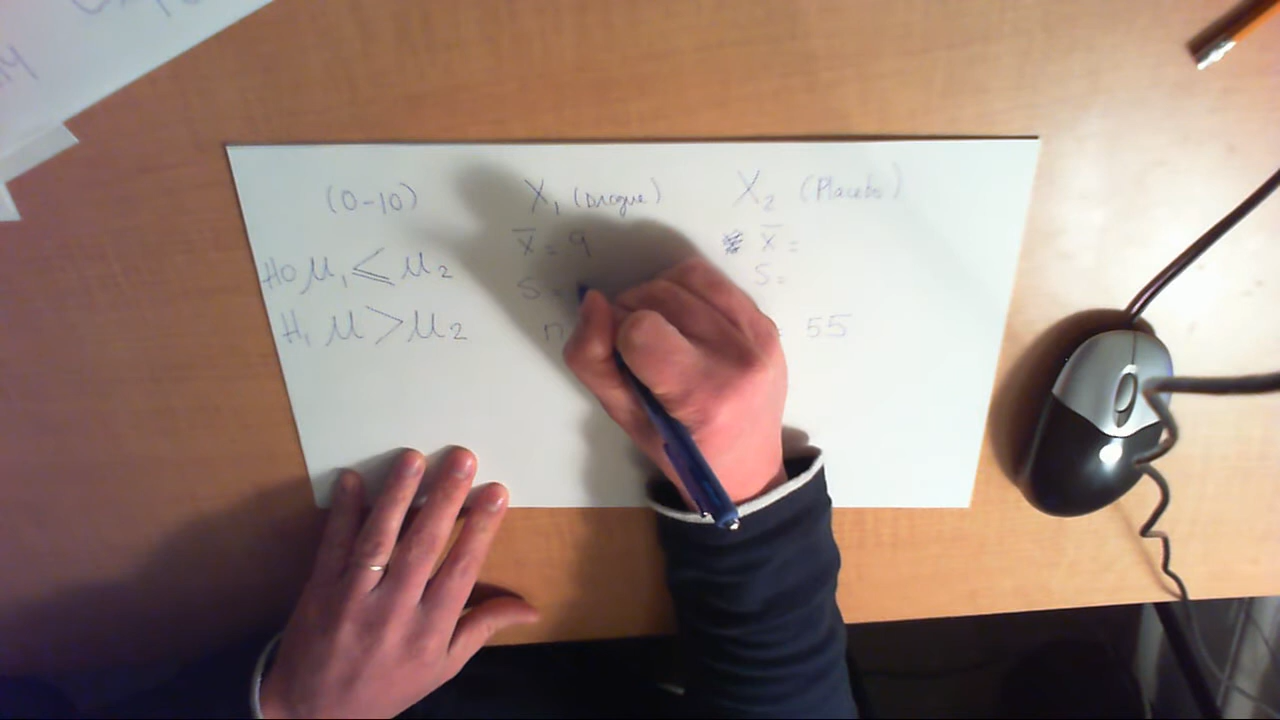 (0-10) X₁ (Drogue) X₂ (Placebo)
x̄ = 9 x̄ =
H0 μ₁ ≤ μ₂ S = S =
H₁ μ > μ₂ n = 55